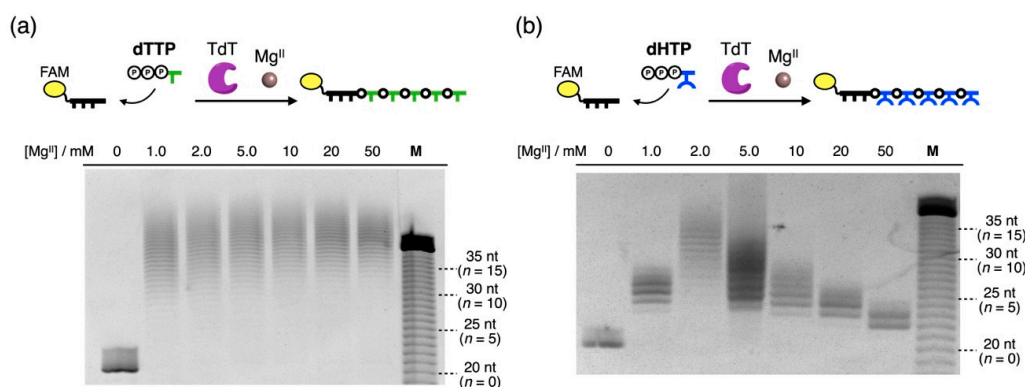 (a)
dTTP TdT Mg^II
FAM P P P
[Mg^II] / mM 0 1.0 2.0 5.0 10 20 50 M
35 nt
(n = 15)
30 nt
(n = 10)
25 nt
(n = 5)
20 nt
(n = 0)
(b)
dHTP TdT Mg^II
FAM P P P
[Mg^II] / mM 0 1.0 2.0 5.0 10 20 50 M
35 nt
(n = 15)
30 nt
(n = 10)
25 nt
(n = 5)
20 nt
(n = 0)